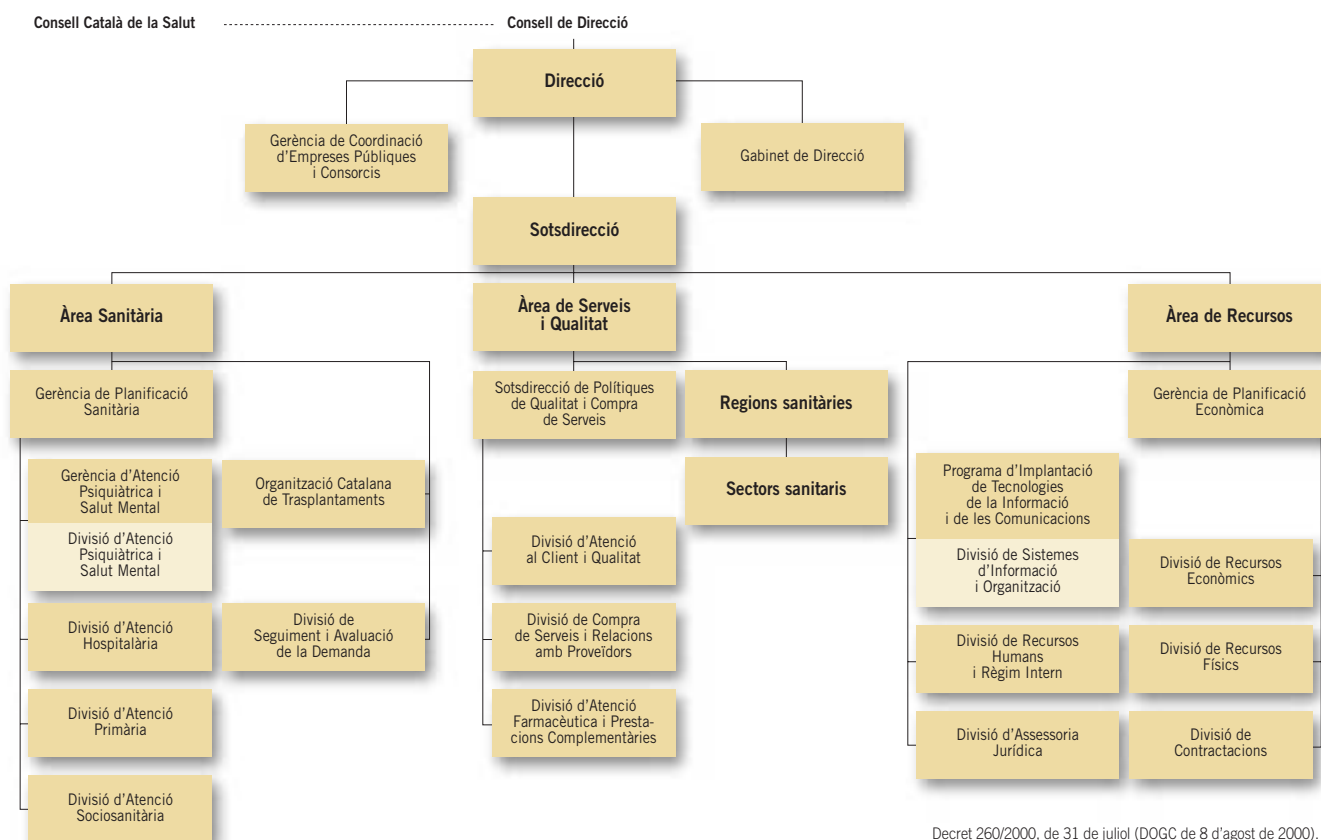 Consell Català de la Salut
Consell de Direcció
Direcció
Gerència de Coordinació
d'Empreses Públiques
i Consorcis
Gabinet de Direcció
Sotsdirecció
Àrea Sanitària
Àrea de Serveis
i Qualitat
Àrea de Recursos
Gerència de Planificació
Sanitària
Sotsdirecció de Polítiques
de Qualitat i Compra
de Serveis
Regions sanitàries
Gerència de Planificació
Econòmica
Gerència d'Atenció
Psiquiàtrica i
Salut Mental
Divisió d'Atenció
Psiquiàtrica i
Salut Mental
Organització Catalana
de Trasplantaments
Sectors sanitaris
Programa d'Implantació
de Tecnologies
de la Informació
i de les Comunicacions
Divisió de Sistemes
d'Informació
i Organització
Divisió d'Atenció
al Client i Qualitat
Divisió de Recursos
Econòmics
Divisió d'Atenció
Hospitalària
Divisió de
Seguiment i Avaluació
de la Demanda
Divisió de Compra
de Serveis i Relacions
amb Proveïdors
Divisió de Recursos
Humans
i Règim Intern
Divisió de Recursos
Físics
Divisió d'Atenció
Primària
Divisió d'Atenció
Farmacèutica i Presta-
cions Complementàries
Divisió d'Assessoria
Jurídica
Divisió de
Contractacions
Divisió d'Atenció
Sociosanitària
Decret 260/2000, de 31 de juliol (DOGC de 8 d'agost de 2000).